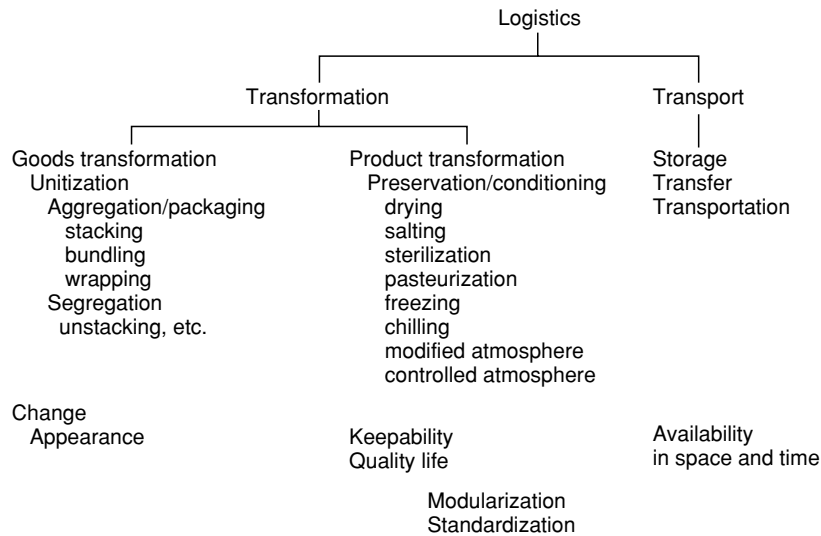 Logistics
Transformation
Transport
Goods transformation
Unitization
Aggregation/packaging
stacking
bundling
wrapping
Segregation
unstacking, etc.
Product transformation
Preservation/conditioning
drying
salting
sterilization
pasteurization
freezing
chilling
modified atmosphere
controlled atmosphere
Storage
Transfer
Transportation
Change
Appearance
Keepability
Quality life
Availability
in space and time
Modularization
Standardization